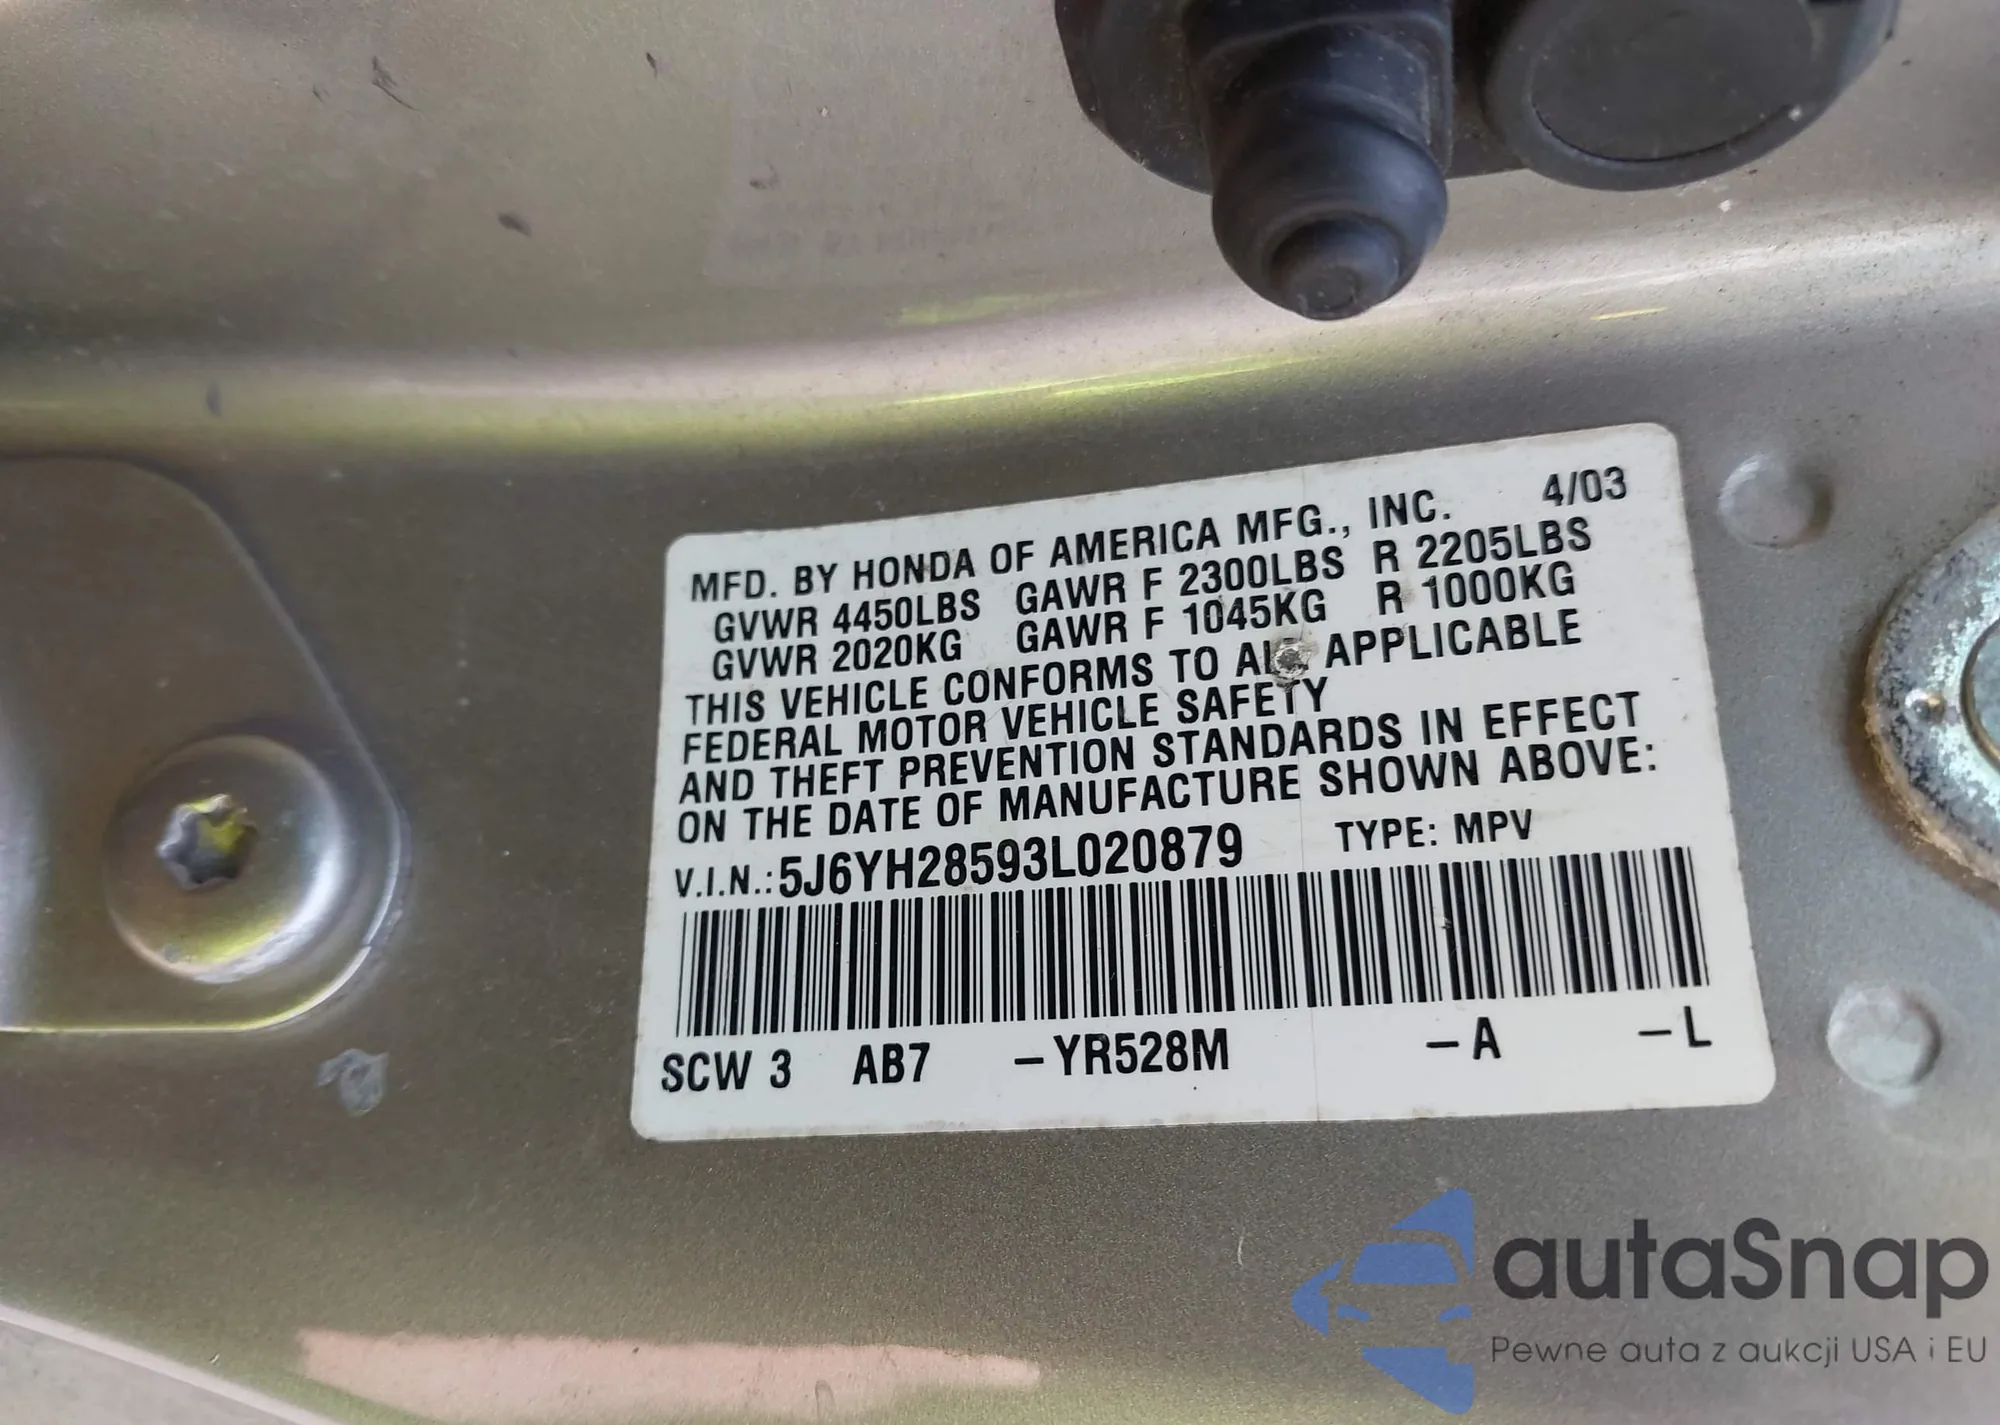 MFD. BY HONDA OF AMERICA MFG., INC. 4/03
GVWR 4450LBS GAWR F 2300LBS R 2205LBS
GVWR 2020KG GAWR F 1045KG R 1000KG
THIS VEHICLE CONFORMS TO ALL APPLICABLE
FEDERAL MOTOR VEHICLE SAFETY
AND THEFT PREVENTION STANDARDS IN EFFECT
ON THE DATE OF MANUFACTURE SHOWN ABOVE:
V.I.N.: 5J6YH28593L020879 TYPE: MPV
SCW 3 AB7 -YR528M -A -L
autaSnap
Pewne auta z aukcji USA i EU